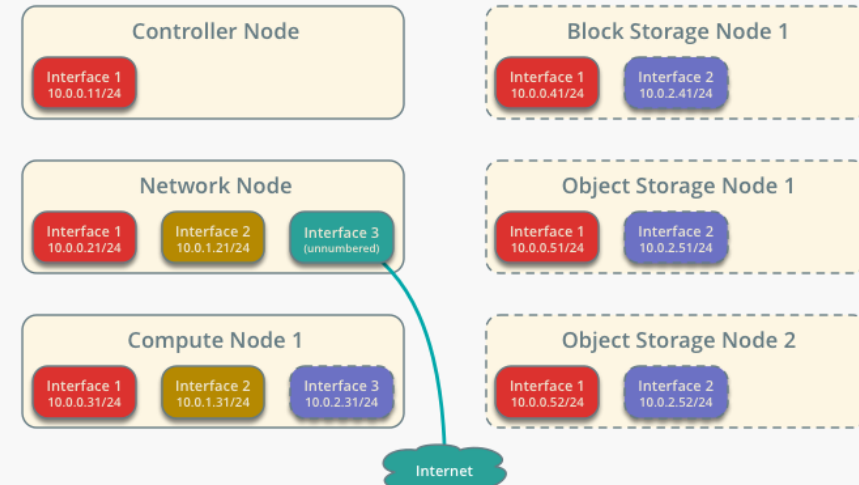 Controller Node
Interface 1
10.0.0.11/24
Block Storage Node 1
Interface 1
10.0.0.41/24
Interface 2
10.0.2.41/24
Network Node
Interface 1
10.0.0.21/24
Interface 2
10.0.1.21/24
Interface 3
(unnumbered)
Object Storage Node 1
Interface 1
10.0.0.51/24
Interface 2
10.0.2.51/24
Compute Node 1
Interface 1
10.0.0.31/24
Interface 2
10.0.1.31/24
Interface 3
10.0.2.31/24
Object Storage Node 2
Interface 1
10.0.0.52/24
Interface 2
10.0.2.52/24
Internet